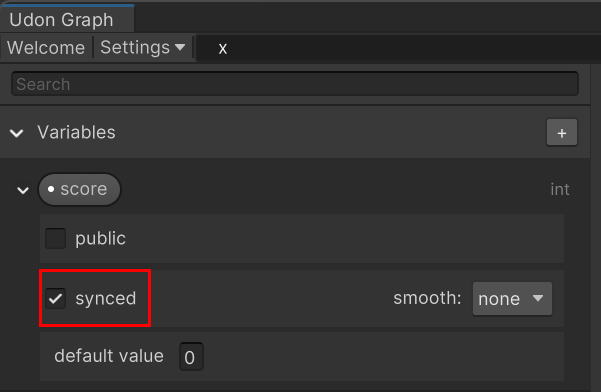 Udon Graph
Welcome Settings x
Search
Variables +
score int
public
synced smooth: none
default value 0